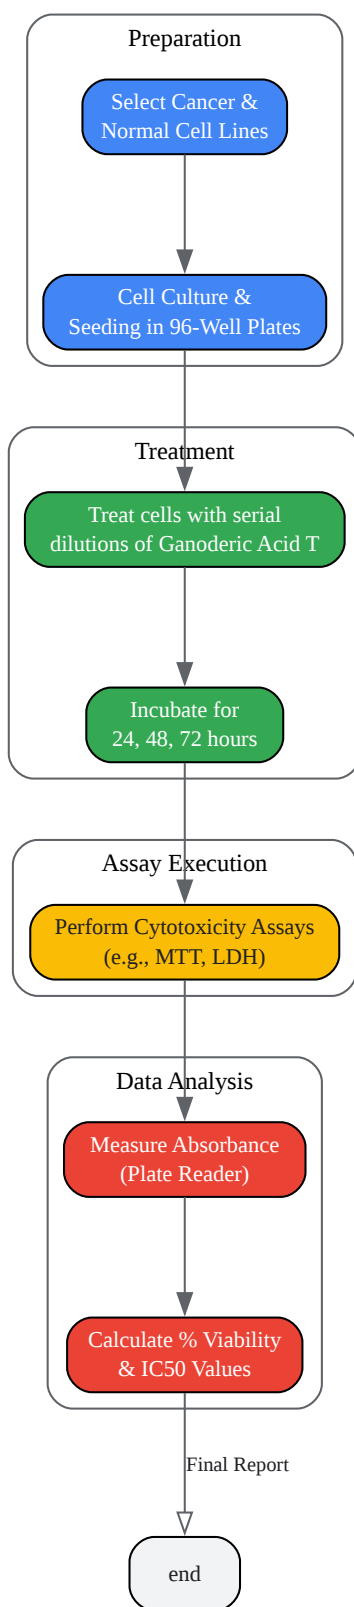 Preparation
Select Cancer &
Normal Cell Lines
Cell Culture &
Seeding in 96-Well Plates
Treatment
Treat cells with serial
dilutions of Ganoderic Acid T
Incubate for
24, 48, 72 hours
Assay Execution
Perform Cytotoxicity Assays
(e.g., MTT, LDH)
Data Analysis
Measure Absorbance
(Plate Reader)
Calculate % Viability
& IC50 Values
Final Report
end